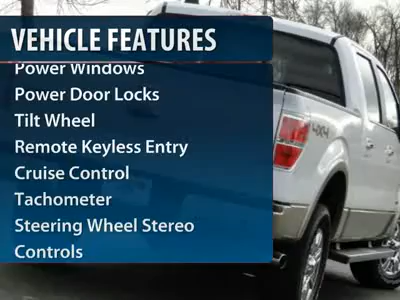 VEHICLE FEATURES
Power Windows
Power Door Locks
Tilt Wheel
Remote Keyless Entry
Cruise Control
Tachometer
Steering Wheel Stereo
Controls
4X4